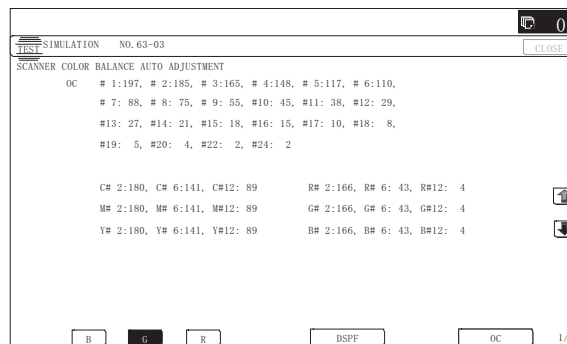 0
TEST SIMULATION NO. 63-03
CLOSE
SCANNER COLOR BALANCE AUTO ADJUSTMENT
OC # 1:197, # 2:185, # 3:165, # 4:148, # 5:117, # 6:110,
# 7: 88, # 8: 75, # 9: 55, #10: 45, #11: 38, #12: 29,
#13: 27, #14: 21, #15: 18, #16: 15, #17: 10, #18: 8,
#19: 5, #20: 4, #22: 2, #24: 2
C# 2:180, C# 6:141, C#12: 89 R# 2:166, R# 6: 43, R#12: 4
M# 2:180, M# 6:141, M#12: 89 G# 2:166, G# 6: 43, G#12: 4
Y# 2:180, Y# 6:141, Y#12: 89 B# 2:166, B# 6: 43, B#12: 4
B G R DSPF OC 1/